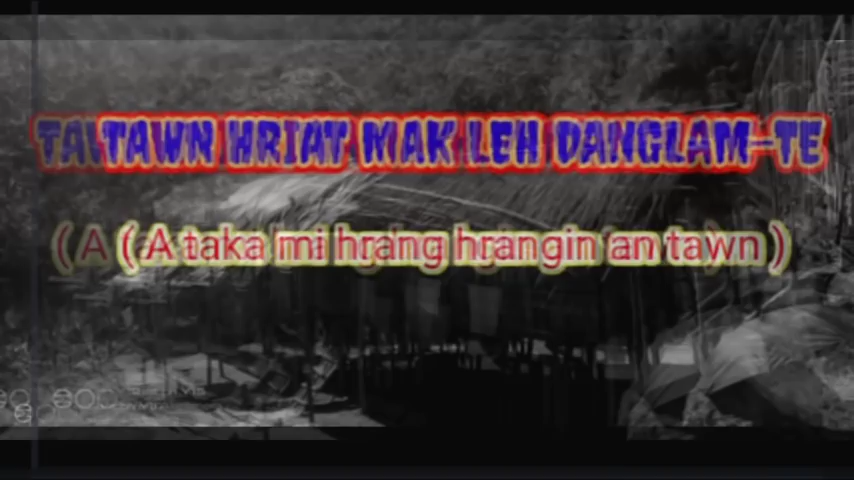 TAWN HRIAT MAK LEH DANGLAM-TE
(A taka mi hrang hrangin an tawn)